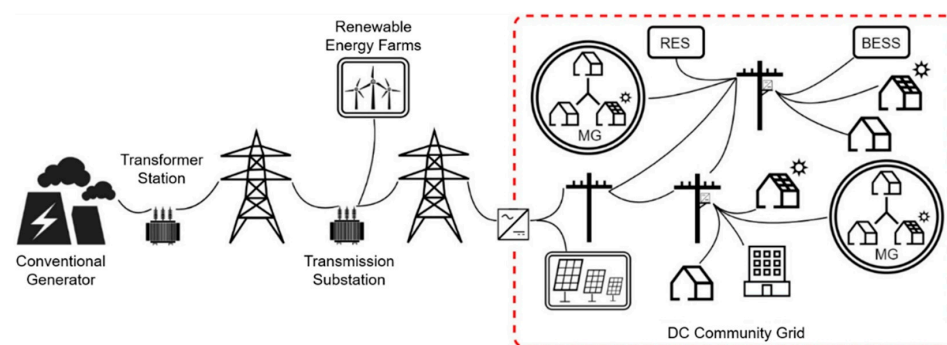 Renewable
Energy Farms
RES
BESS
MG
Transformer
Station
Conventional
Generator
Transmission
Substation
MG
DC Community Grid